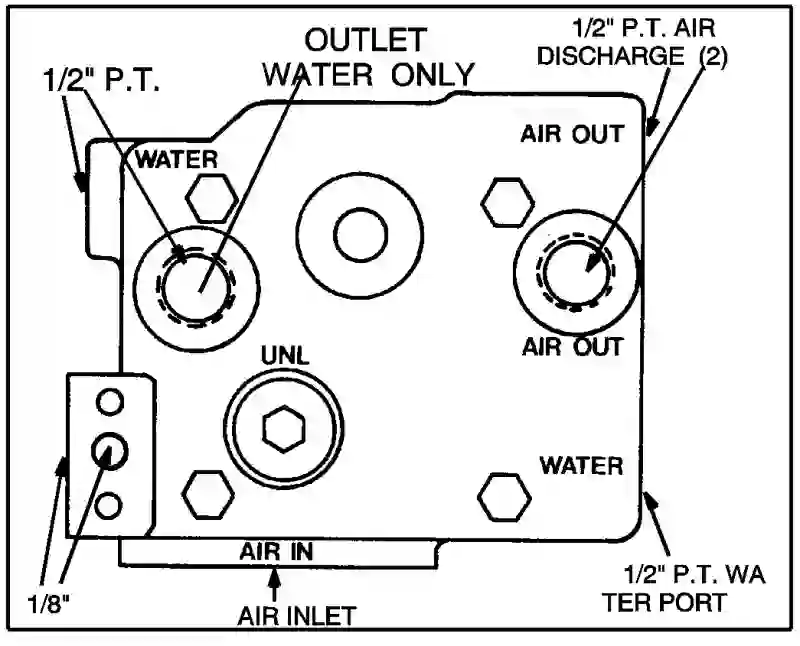 OUTLET
WATER ONLY
1/2" P.T. AIR
DISCHARGE (2)
1/2" P.T.
AIR OUT
WATER
UNL
AIR OUT
WATER
AIR IN
1/2" P.T. WA
TER PORT
1/8"
AIR INLET